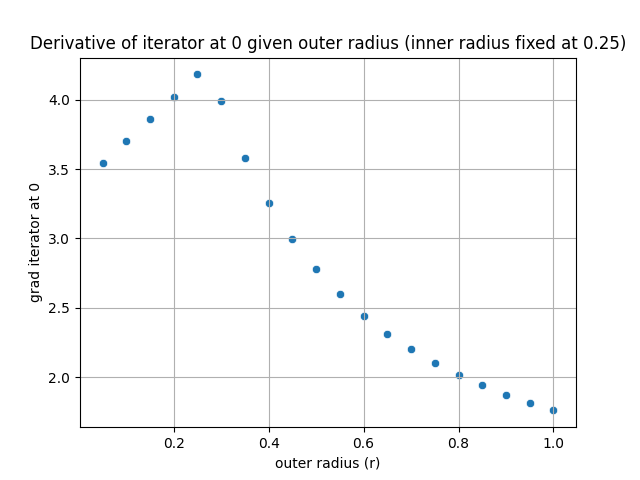 Derivative of iterator at 0 given outer radius (inner radius fixed at 0.25)
4.0
3.5
3.0
2.5
2.0
grad iterator at 0
0.2 0.4 0.6 0.8 1.0
outer radius (r)